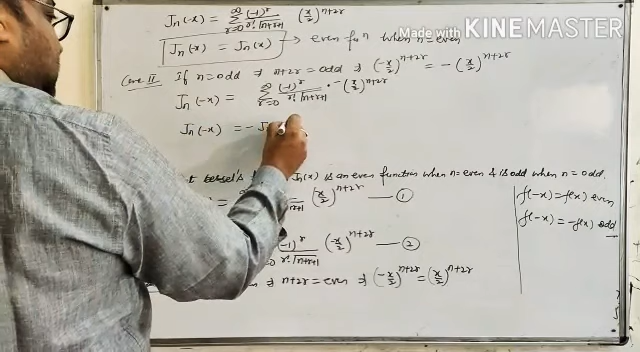 Jn(-x) = ∑_{r=0}^{∞} (-1)^r / r! Γn+r+1 (x/2)^{n+2r}
Made with KINEMASTER
Jn(-x) = Jn(x) → even fun when n=even
Case II If n=odd ⇒ n+2r = odd ⇒ (-x/2)^{n+2r} = -(x/2)^{n+2r}
Jn(-x) = ∑_{r=0}^{∞} (-1)^r / r! Γn+r+1 · -(x/2)^{n+2r}
Jn(-x) = - J
Jn(x) is an even function when n=even & is odd when n=odd.
= (x/2)^{n+2r} — ①
f(-x)=f(x) even
f(-x)=-f(x) odd
(-1)^r / r! Γn+r+1 (-x/2)^{n+2r} — ②
⇒ n+2r = even ⇒ (-x/2)^{n+2r} = (x/2)^{n+2r}